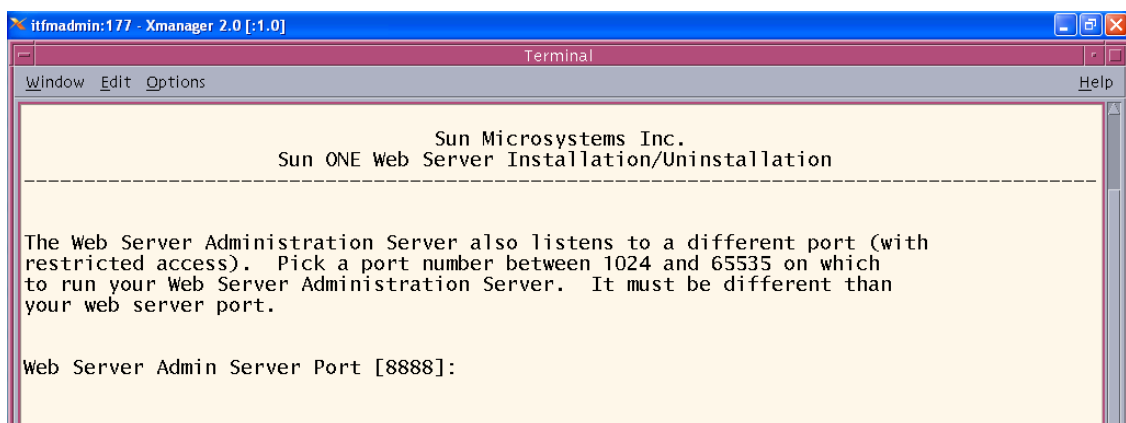 itfmadmin:177 - Xmanager 2.0 [:1.0]
Terminal
Window Edit Options Help
Sun Microsystems Inc.
Sun ONE Web Server Installation/Uninstallation
--------------------------------------------------------------------------------
The Web Server Administration Server also listens to a different port (with
restricted access).  Pick a port number between 1024 and 65535 on which
to run your Web Server Administration Server.  It must be different than
your web server port.
Web Server Admin Server Port [8888]: